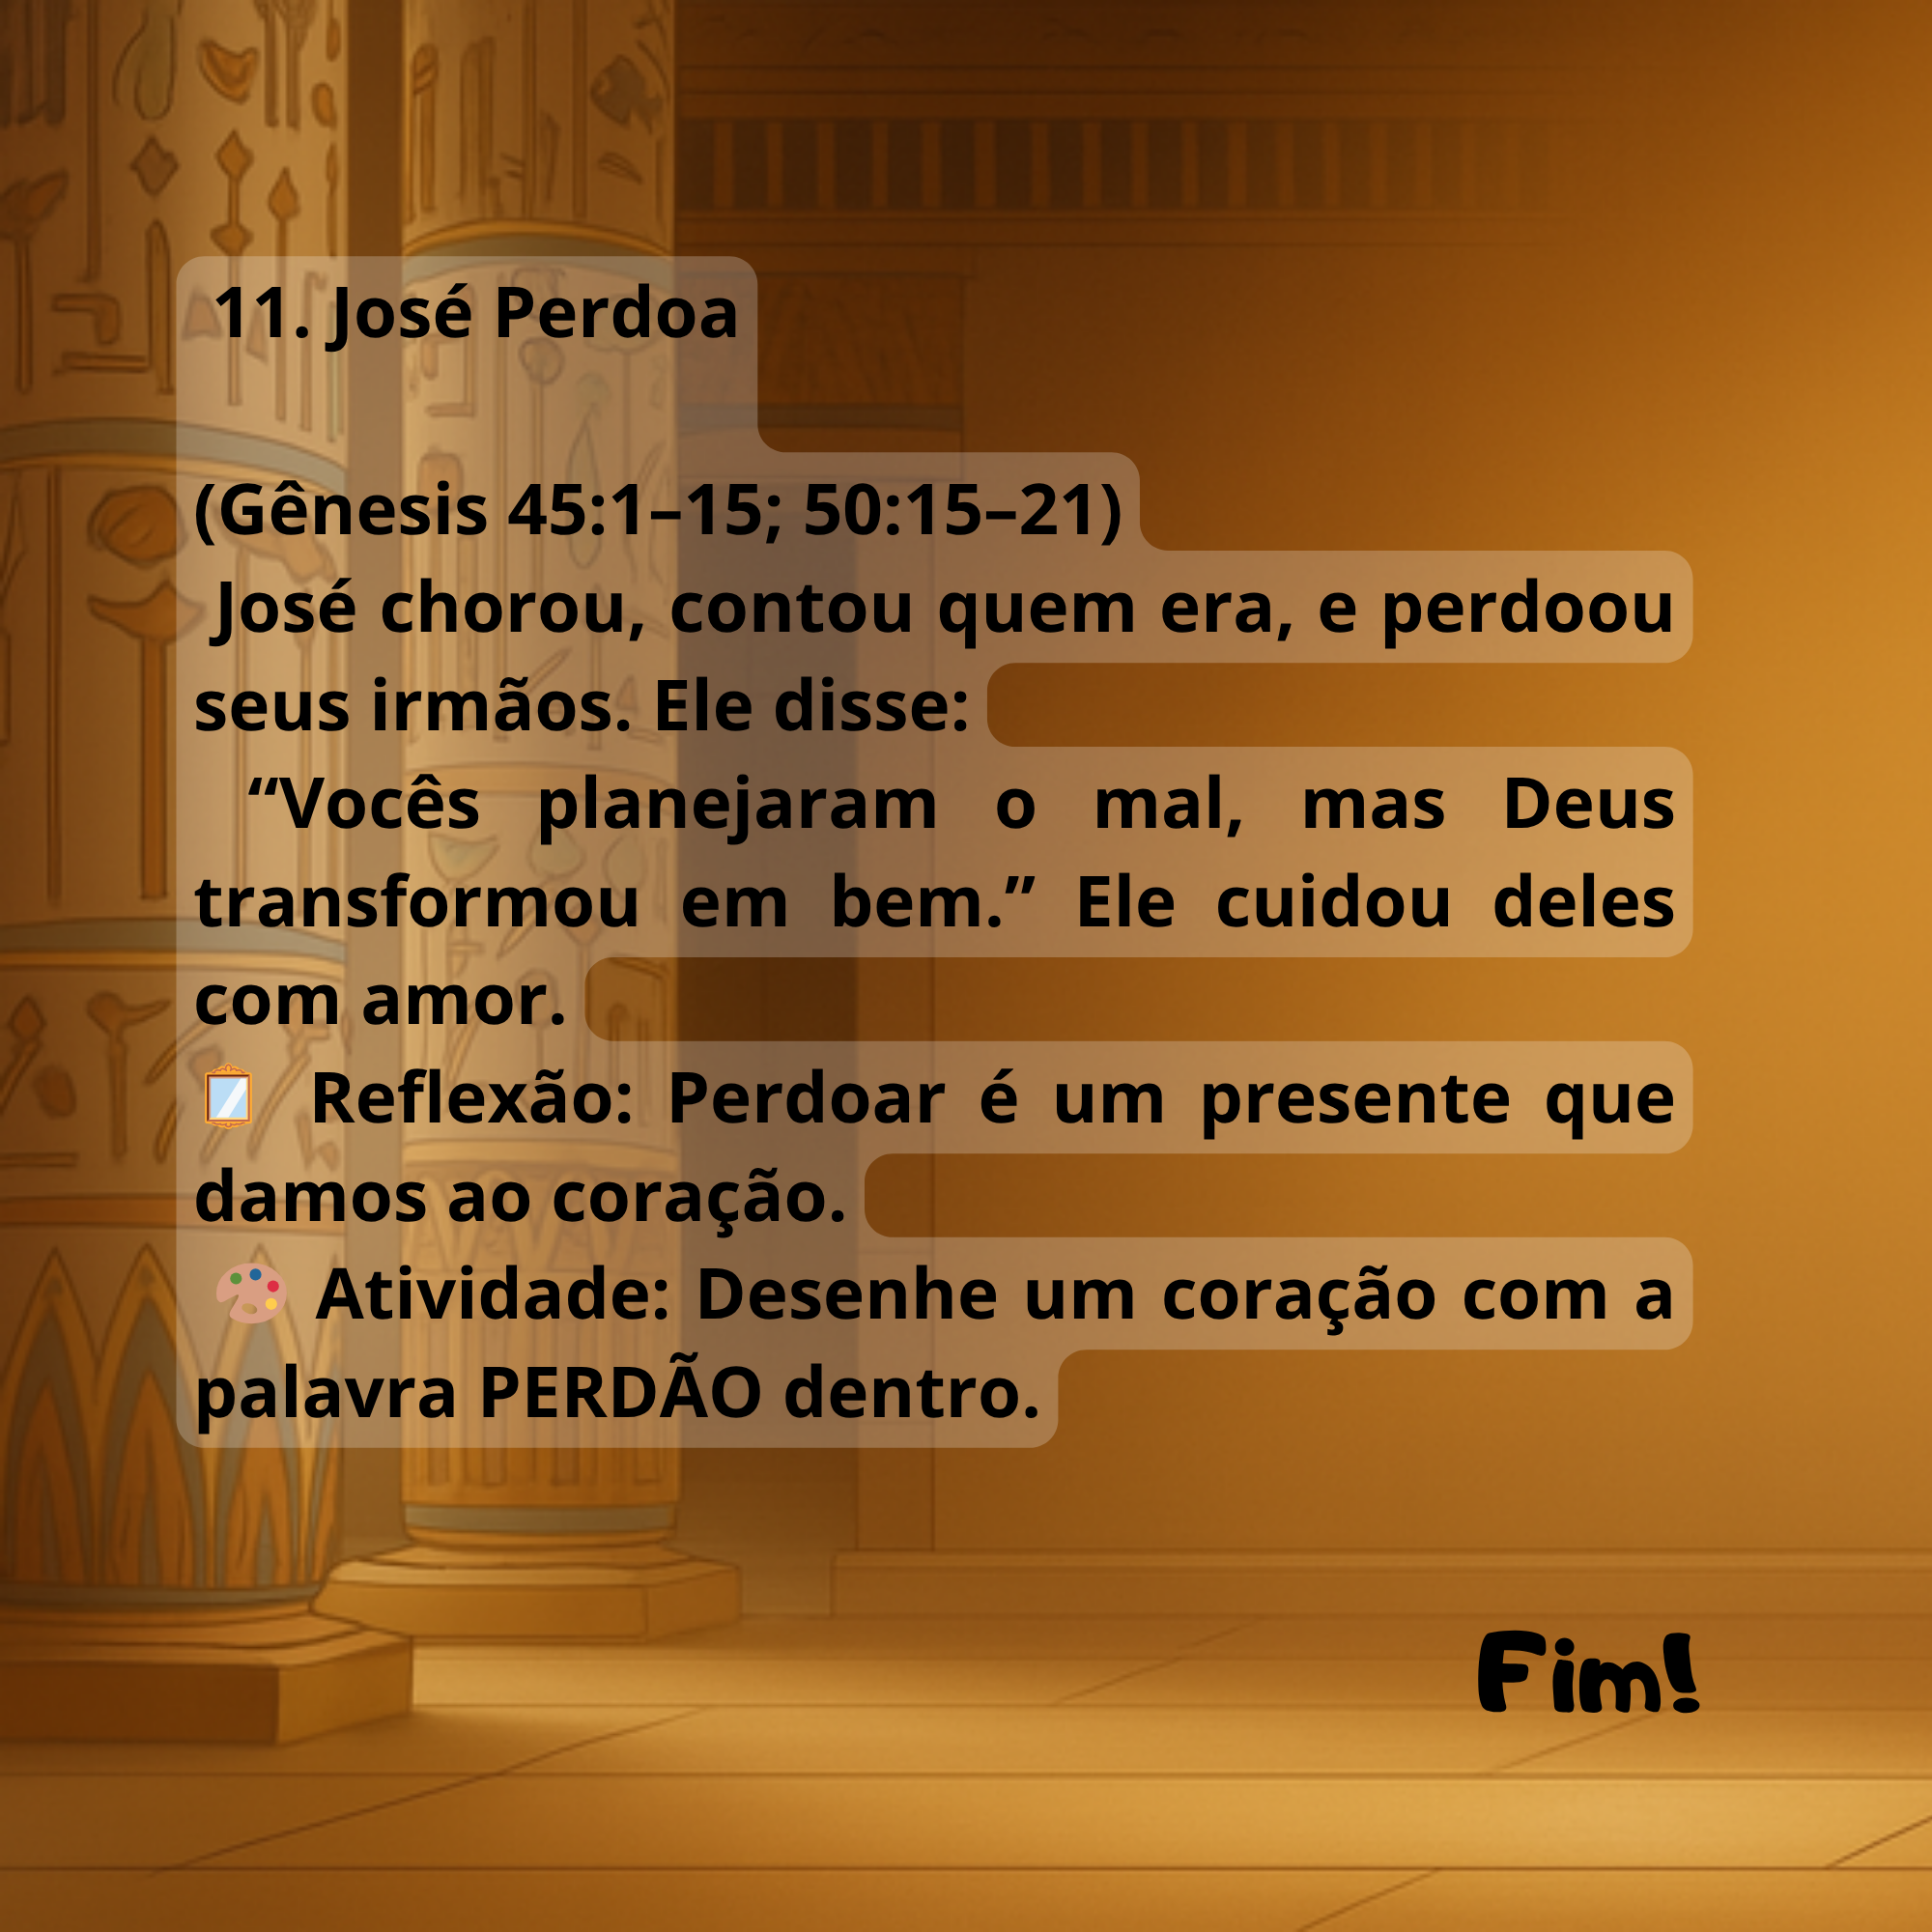 11. José Perdoa
(Gênesis 45:1–15; 50:15–21)
José chorou, contou quem era, e perdoou
seus irmãos. Ele disse:
“Vocês planejaram o mal, mas Deus
transformou em bem.” Ele cuidou deles
com amor.
🪞 Reflexão: Perdoar é um presente que
damos ao coração.
🎨 Atividade: Desenhe um coração com a
palavra PERDÃO dentro.
Fim!